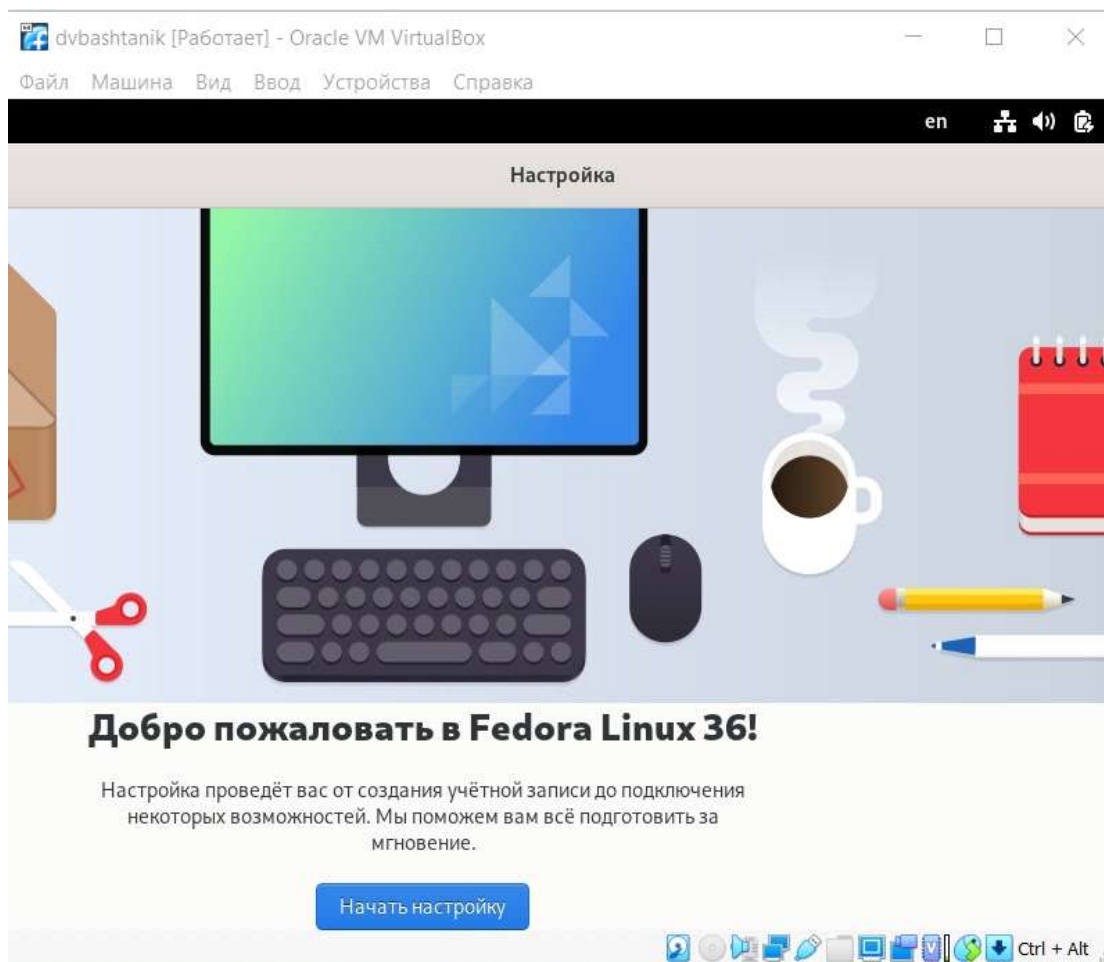 dvbashtanik [Работает] - Oracle VM VirtualBox
Файл Машина Вид Ввод Устройства Справка
en
Настройка
Добро пожаловать в Fedora Linux 36!
Настройка проведёт вас от создания учётной записи до подключения
некоторых возможностей. Мы поможем вам всё подготовить за
мгновение.
Начать настройку
Ctrl + Alt